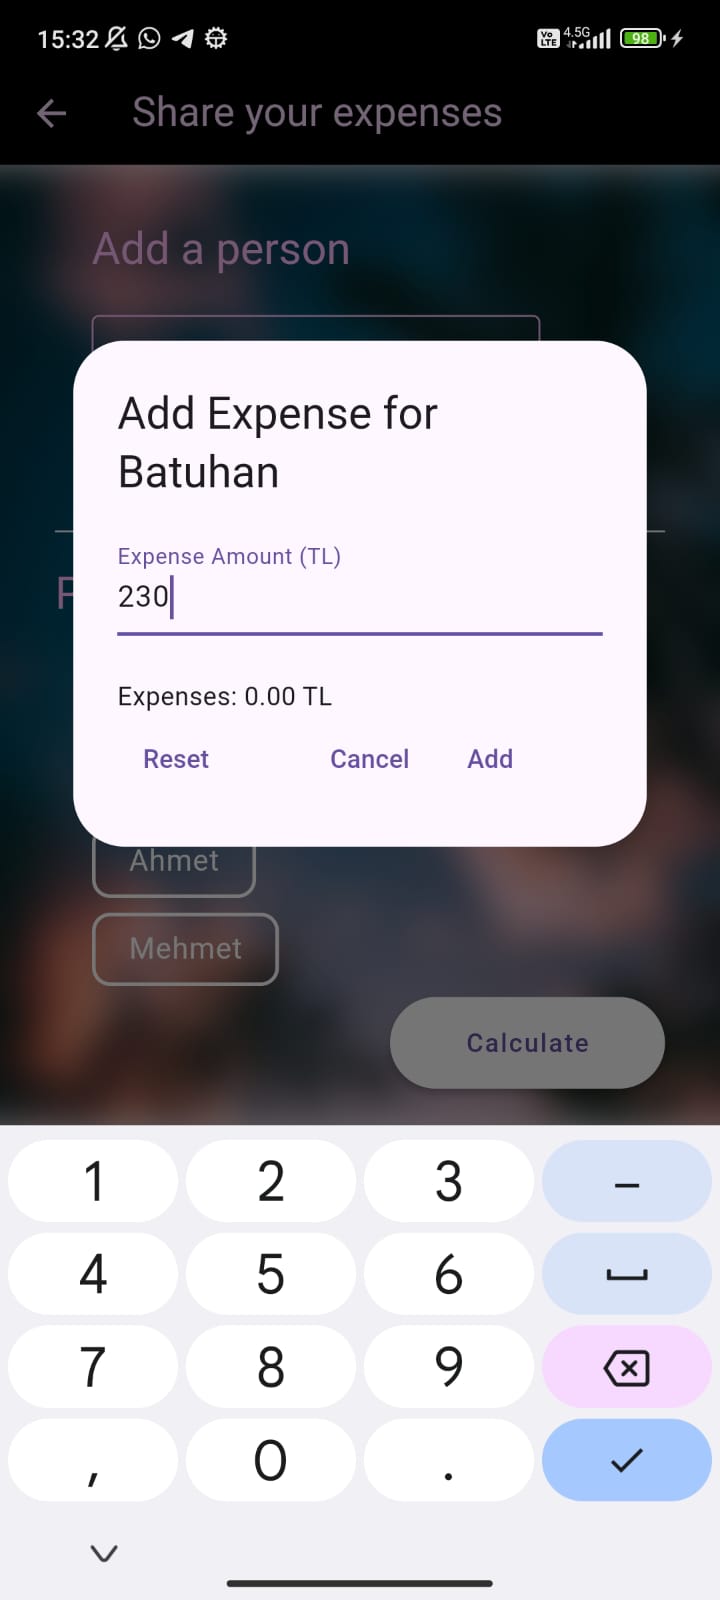 15:32
Vo LTE 4.5G 98
Share your expenses
Add a person
Add Expense for
Batuhan
Expense Amount (TL)
230
P
Expenses: 0.00 TL
Reset Cancel Add
Ahmet
Mehmet
Calculate
1 2 3 –
4 5 6
7 8 9
, 0 .